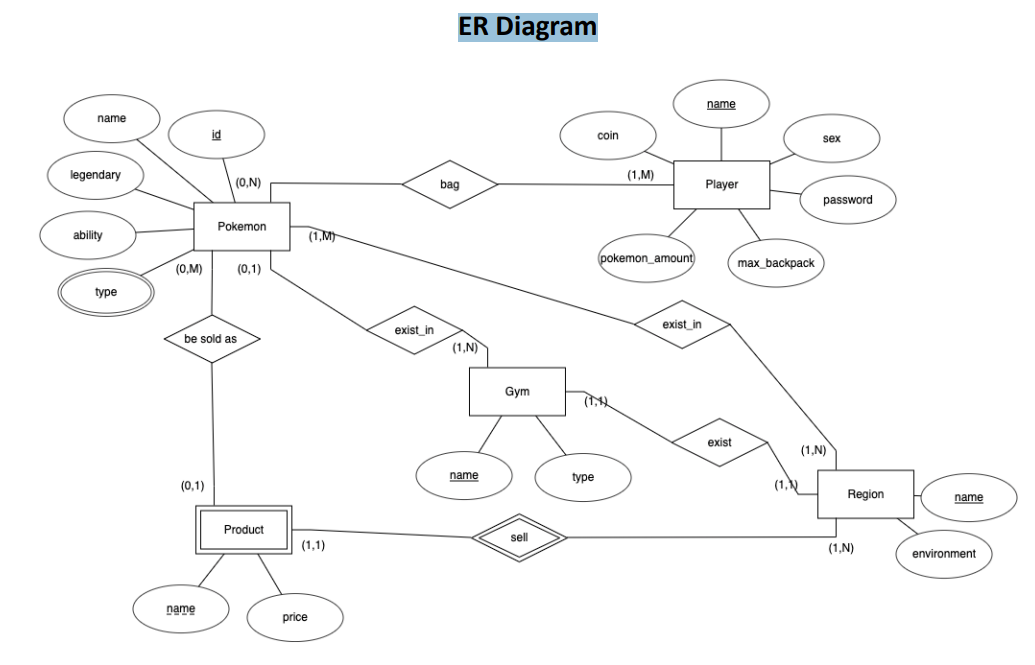 ER Diagram
name
id
legendary
ability
type
Pokemon
(0,N)
bag
(1,M)
Player
name
coin
sex
password
pokemon_amount
max_backpack
(1,M)
(0,M)
(0,1)
be sold as
exist_in
(1,N)
exist_in
Gym
(1,1)
name
type
exist
(1,1)
(1,N)
Region
name
environment
(1,N)
(0,1)
Product
(1,1)
sell
name
price